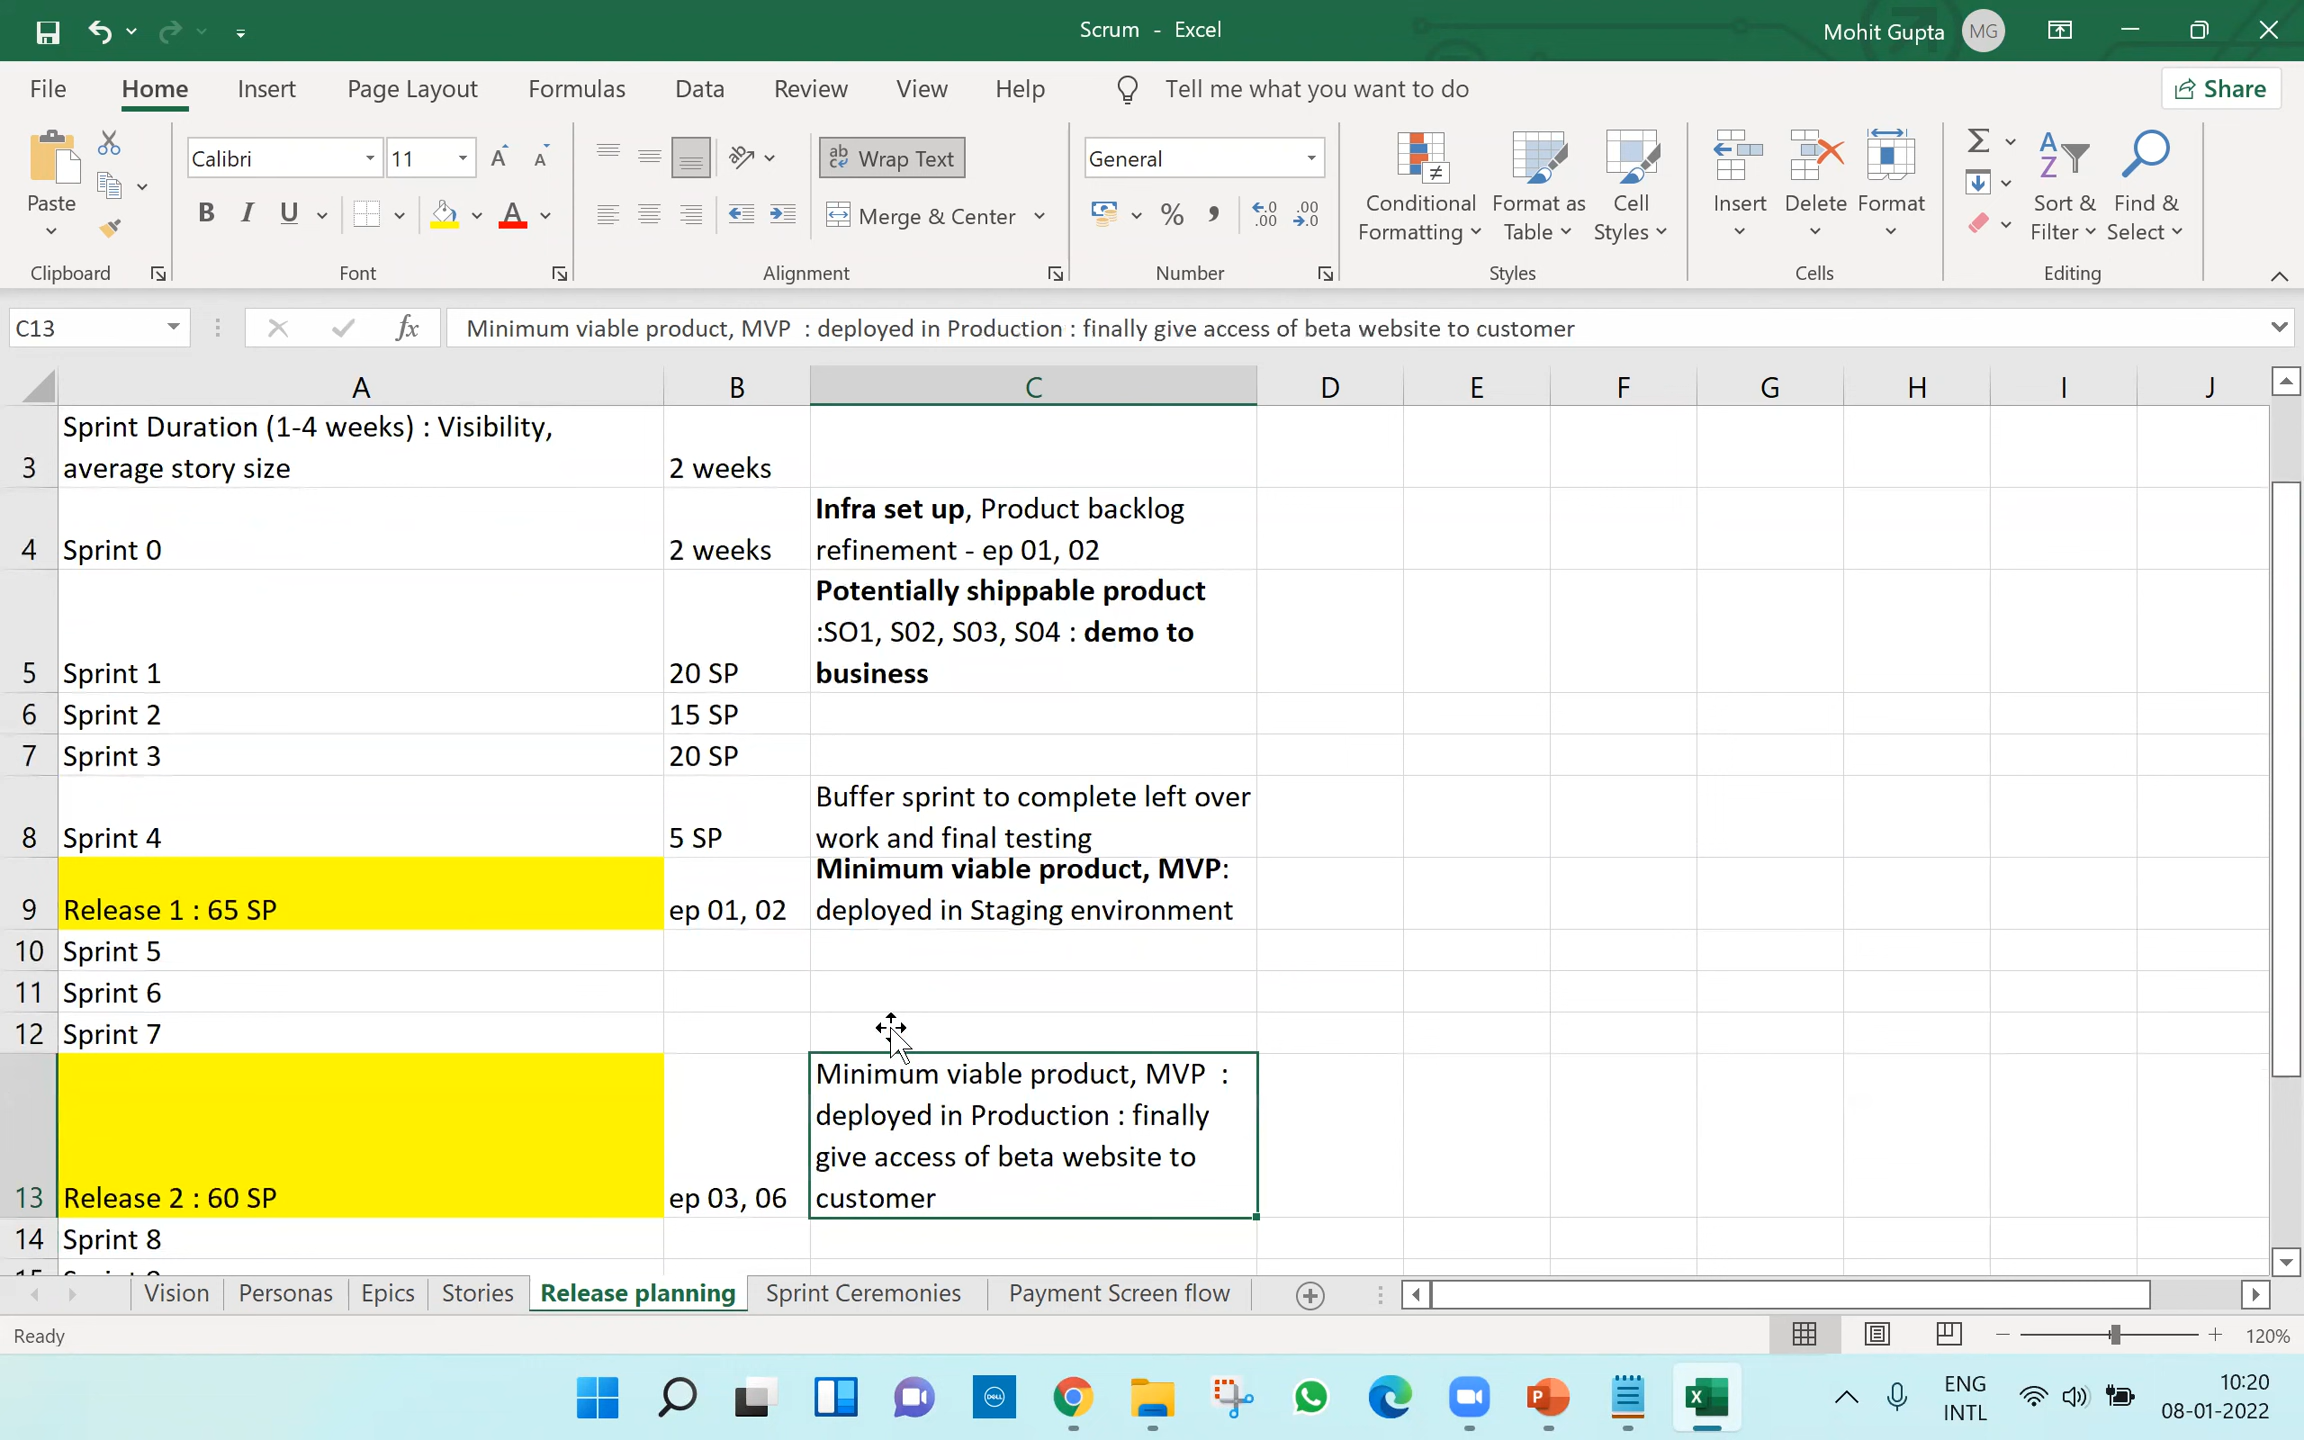 Scrum - Excel
Mohit Gupta MG
File Home Insert Page Layout Formulas Data Review View Help Tell me what you want to do Share
Paste
Calibri 11
B I U A
Wrap Text
Merge & Center
General
Conditional Formatting
Format as Table
Cell Styles
Insert Delete Format
Sort & Filter
Find & Select
Clipboard Font Alignment Number Styles Cells Editing
C13 fx Minimum viable product, MVP : deployed in Production : finally give access of beta website to customer
A B C D E F G H I J
Sprint Duration (1-4 weeks) : Visibility,
3 average story size 2 weeks
Infra set up, Product backlog
4 Sprint 0 2 weeks refinement - ep 01, 02
Potentially shippable product
:SO1, S02, S03, S04 : demo to
5 Sprint 1 20 SP business
6 Sprint 2 15 SP
7 Sprint 3 20 SP
Buffer sprint to complete left over
8 Sprint 4 5 SP work and final testing
Minimum viable product, MVP:
9 Release 1 : 65 SP ep 01, 02 deployed in Staging environment
10 Sprint 5
11 Sprint 6
12 Sprint 7
Minimum viable product, MVP :
deployed in Production : finally
give access of beta website to
13 Release 2 : 60 SP ep 03, 06 customer
14 Sprint 8
Vision Personas Epics Stories Release planning Sprint Ceremonies Payment Screen flow
Ready 120%
ENG
INTL
10:20
08-01-2022